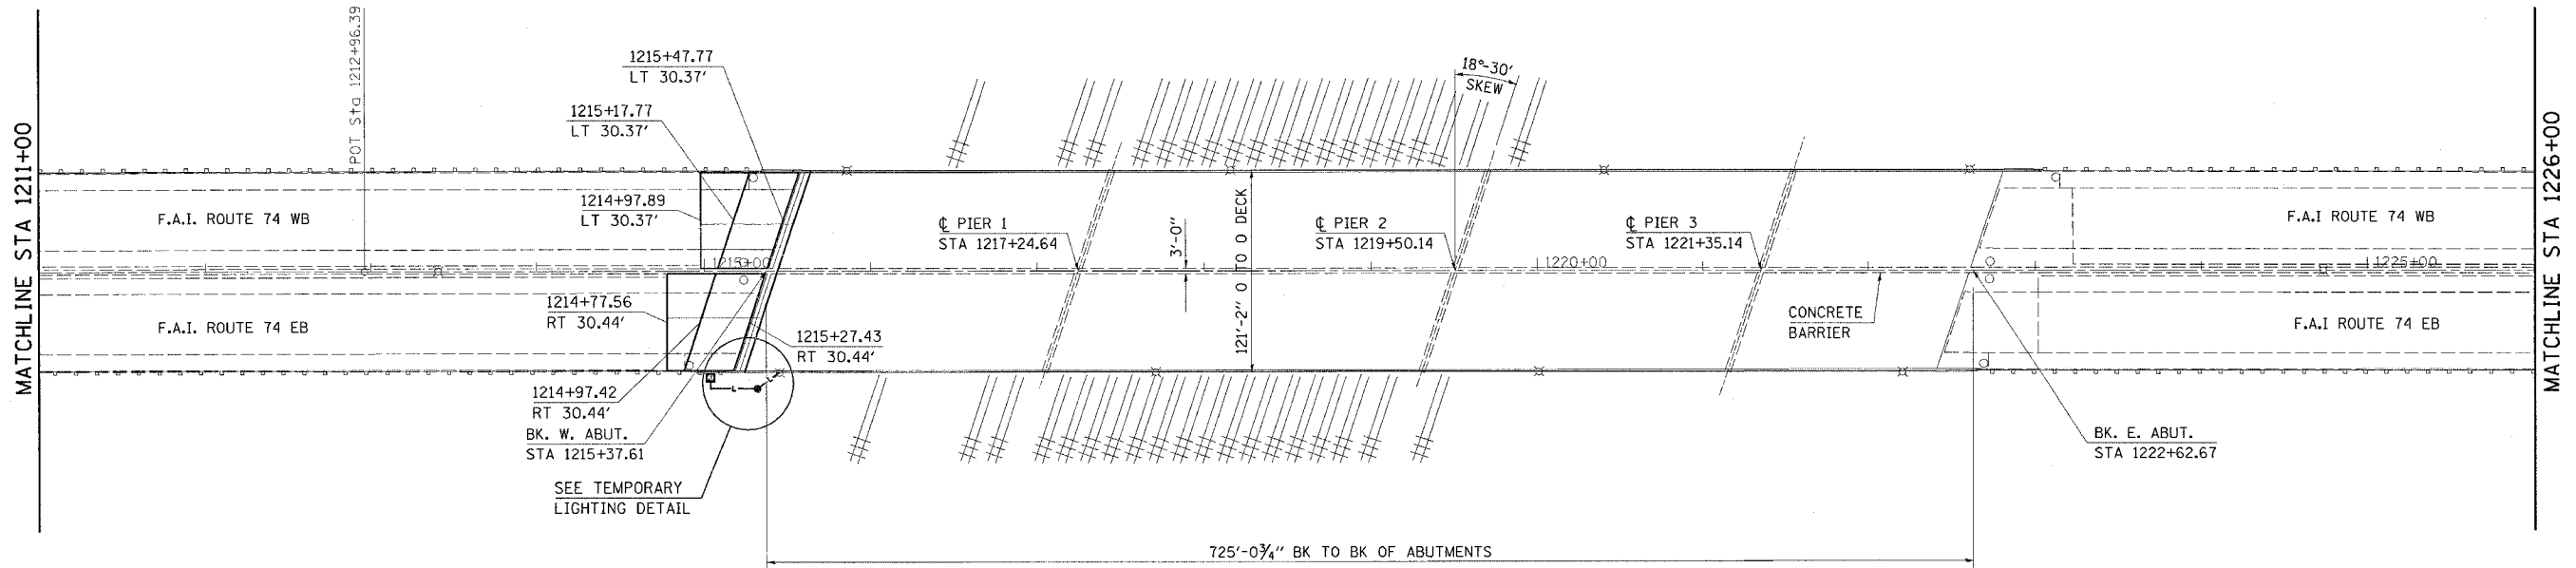 MATCHLINE STA 1211+00
POT Sta 1212+96.39
1215+47.77
LT 30.37'
1215+17.77
LT 30.37'
1214+97.89
LT 30.37'
18°-30'
SKEW
F.A.I. ROUTE 74 WB
F.A.I. ROUTE 74 EB
1215+00
1214+77.56
RT 30.44'
1214+97.42
RT 30.44'
BK. W. ABUT.
STA 1215+37.61
1215+27.43
RT 30.44'
SEE TEMPORARY
LIGHTING DETAIL
℄ PIER 1
STA 1217+24.64
3'-0"
121'-2" O TO O DECK
℄ PIER 2
STA 1219+50.14
℄ PIER 3
STA 1221+35.14
1220+00
CONCRETE
BARRIER
F.A.I ROUTE 74 WB
1225+00
F.A.I ROUTE 74 EB
BK. E. ABUT.
STA 1222+62.67
725'-0¾" BK TO BK OF ABUTMENTS
MATCHLINE STA 1226+00